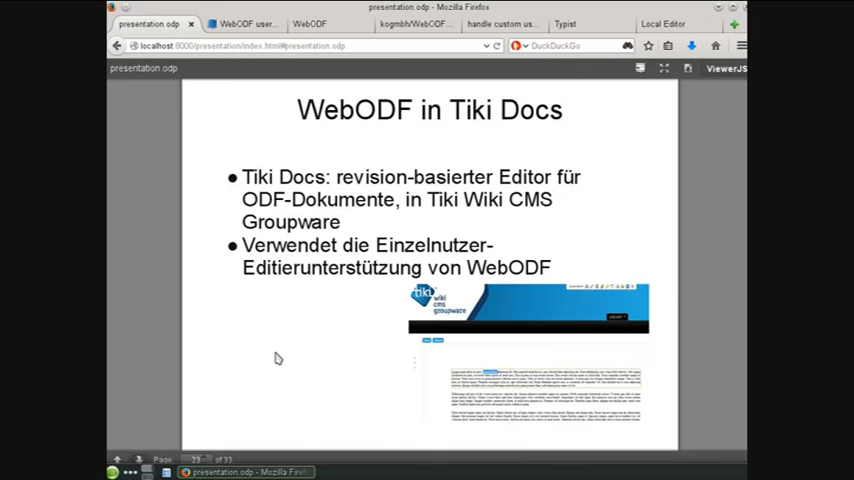 presentation.odp - Mozilla Firefox
presentation.odp
WebODF user...
WebODF
kogmbh/WebODF...
handle custom us...
Typist
Local Editor
localhost:8000/presentation/index.html#presentation.odp
DuckDuckGo
presentation.odp
ViewerJS
WebODF in Tiki Docs
● Tiki Docs: revision-basierter Editor für
ODF-Dokumente, in Tiki Wiki CMS
Groupware
● Verwendet die Einzelnutzer-
Editierunterstützung von WebODF
tiki
wiki
cms
groupware
Page: 23 of 33
presentation.odp - Mozilla Firefo